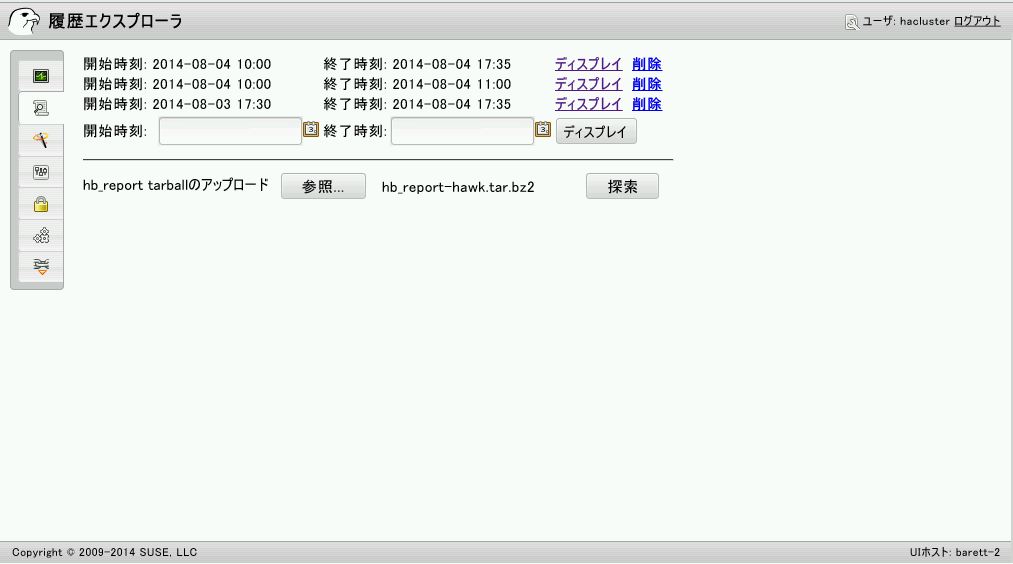 履歴エクスプローラ
ユーザ: hacluster ログアウト
開始時刻: 2014-08-04 10:00 終了時刻: 2014-08-04 17:35 ディスプレイ 削除
開始時刻: 2014-08-04 10:00 終了時刻: 2014-08-04 11:00 ディスプレイ 削除
開始時刻: 2014-08-03 17:30 終了時刻: 2014-08-04 17:35 ディスプレイ 削除
開始時刻: 終了時刻: ディスプレイ
hb_report tarballのアップロード 参照... hb_report-hawk.tar.bz2 探索
Copyright © 2009-2014 SUSE, LLC UIホスト: barett-2